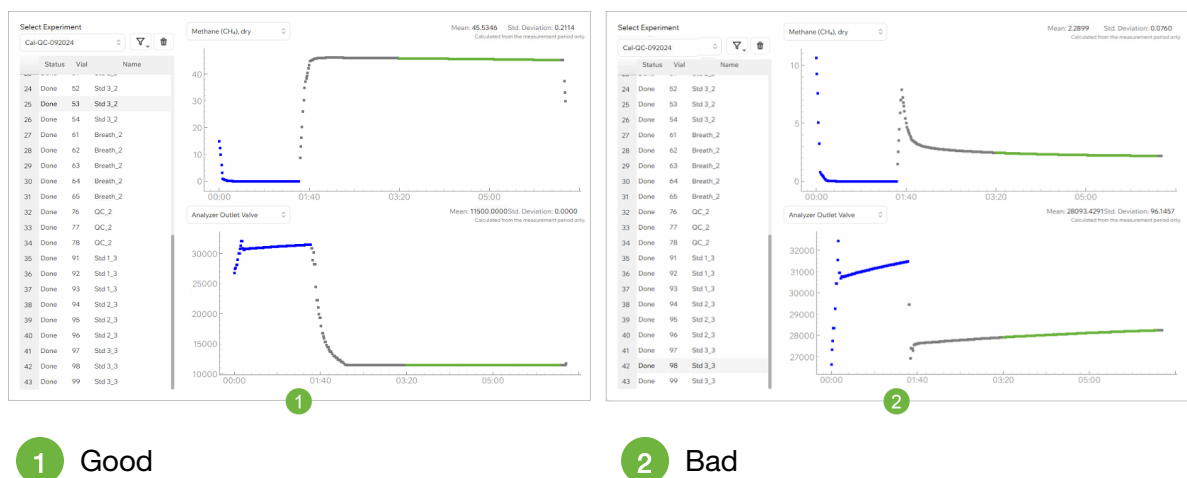 Select Experiment
Cal-QC-092024
Status Vial Name
24 Done 52 Std 3_2
25 Done 53 Std 3_2
26 Done 54 Std 3_2
27 Done 61 Breath_2
28 Done 62 Breath_2
29 Done 63 Breath_2
30 Done 64 Breath_2
31 Done 65 Breath_2
32 Done 76 QC_2
33 Done 77 QC_2
34 Done 78 QC_2
35 Done 91 Std 1_3
36 Done 92 Std 1_3
37 Done 93 Std 1_3
38 Done 94 Std 2_3
39 Done 95 Std 2_3
40 Done 96 Std 2_3
41 Done 97 Std 3_3
42 Done 98 Std 3_3
43 Done 99 Std 3_3
Methane (CH₄), dry
Mean: 45.5346 Std. Deviation: 0.2114
Calculated from the measurement period only.
40
30
20
10
0
00:00 01:40 03:20 05:00
Analyzer Outlet Valve
Mean: 11500.0000Std. Deviation: 0.0000
Calculated from the measurement period only.
30000
25000
20000
15000
10000
00:00 01:40 03:20 05:00
1
Select Experiment
Cal-QC-092024
Status Vial Name
24 Done 52 Std 3_2
25 Done 53 Std 3_2
26 Done 54 Std 3_2
27 Done 61 Breath_2
28 Done 62 Breath_2
29 Done 63 Breath_2
30 Done 64 Breath_2
31 Done 65 Breath_2
32 Done 76 QC_2
33 Done 77 QC_2
34 Done 78 QC_2
35 Done 91 Std 1_3
36 Done 92 Std 1_3
37 Done 93 Std 1_3
38 Done 94 Std 2_3
39 Done 95 Std 2_3
40 Done 96 Std 2_3
41 Done 97 Std 3_3
42 Done 98 Std 3_3
43 Done 99 Std 3_3
Methane (CH₄), dry
Mean: 2.2899 Std. Deviation: 0.0760
Calculated from the measurement period only.
10
5
0
00:00 01:40 03:20 05:00
Analyzer Outlet Valve
Mean: 28093.4291Std. Deviation: 96.1457
Calculated from the measurement period only.
32000
31000
30000
29000
28000
27000
00:00 01:40 03:20 05:00
2
1 Good
2 Bad